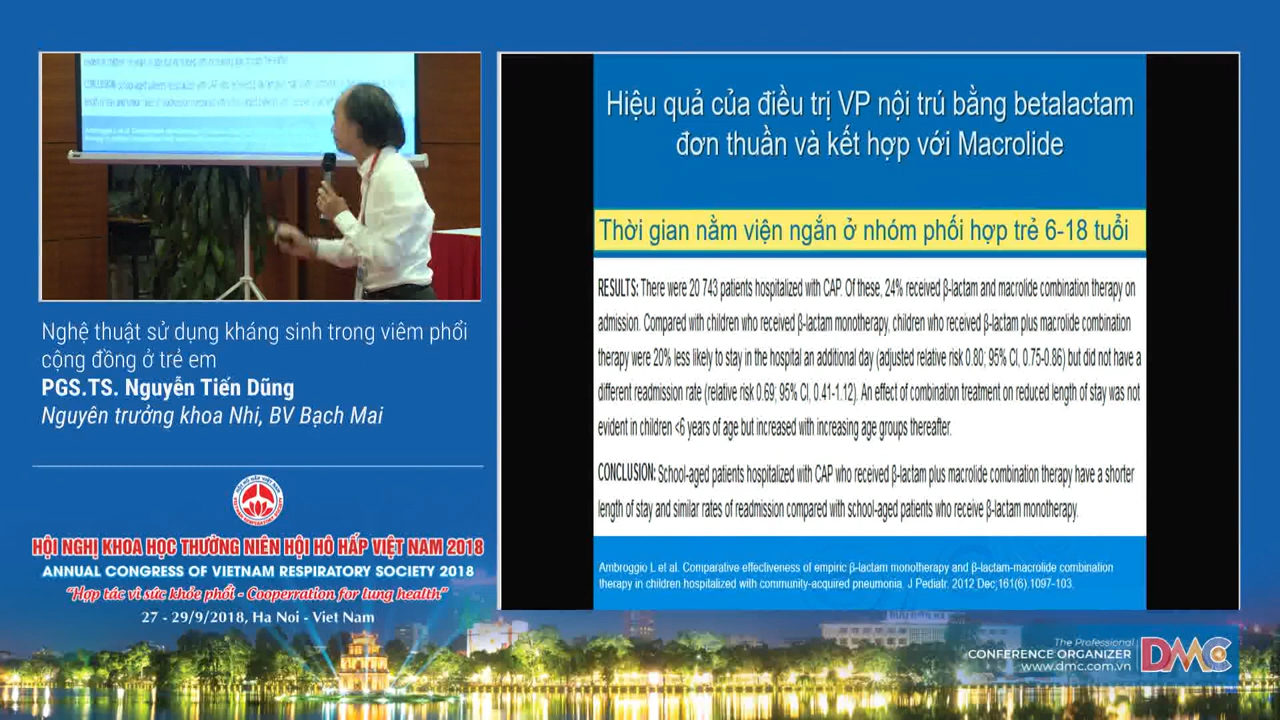 CONCLUSION:
Hiệu quả của điều trị VP nội trú bằng betalactam
đơn thuần và kết hợp với Macrolide
Thời gian nằm viện ngắn ở nhóm phối hợp trẻ 6-18 tuổi
RESULTS: There were 20 743 patients hospitalized with CAP. Of these, 24% received β-lactam and macrolide combination therapy on
admission. Compared with children who received β-lactam monotherapy, children who received β-lactam plus macrolide combination
therapy were 20% less likely to stay in the hospital an additional day (adjusted relative risk 0.80; 95% CI, 0.75-0.86) but did not have a
different readmission rate (relative risk 0.69; 95% CI, 0.41-1.12). An effect of combination treatment on reduced length of stay was not
evident in children <6 years of age but increased with increasing age groups thereafter.
CONCLUSION: School-aged patients hospitalized with CAP who received β-lactam plus macrolide combination therapy have a shorter
length of stay and similar rates of readmission compared with school-aged patients who receive β-lactam monotherapy.
Ambroggio L et al. Comparative effectiveness of empiric β-lactam monotherapy and β-lactam-macrolide combination
therapy in children hospitalized with community-acquired pneumonia. J Pediatr. 2012 Dec;161(6):1097-103.
Nghệ thuật sử dụng kháng sinh trong viêm phổi
cộng đồng ở trẻ em
PGS.TS. Nguyễn Tiến Dũng
Nguyên trưởng khoa Nhi, BV Bạch Mai
HỘI NGHỊ KHOA HỌC THƯỜNG NIÊN HỘI HÔ HẤP VIỆT NAM 2018
ANNUAL CONGRESS OF VIETNAM RESPIRATORY SOCIETY 2018
“Hợp tác vì sức khỏe phổi - Cooperration for lung health”
27 - 29/9/2018, Ha Noi - Viet Nam
The Professional
CONFERENCE ORGANIZER
www.dmc.com.vn
DMC